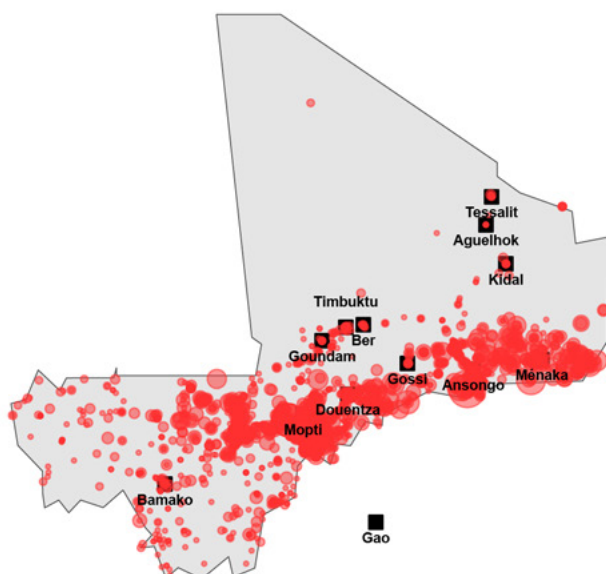 Tessalit
Aguelhok
Kidal
Timbuktu
Ber
Goundam
Gossi
Ansongo
Ménaka
Douentza
Mopti
Bamako
Gao